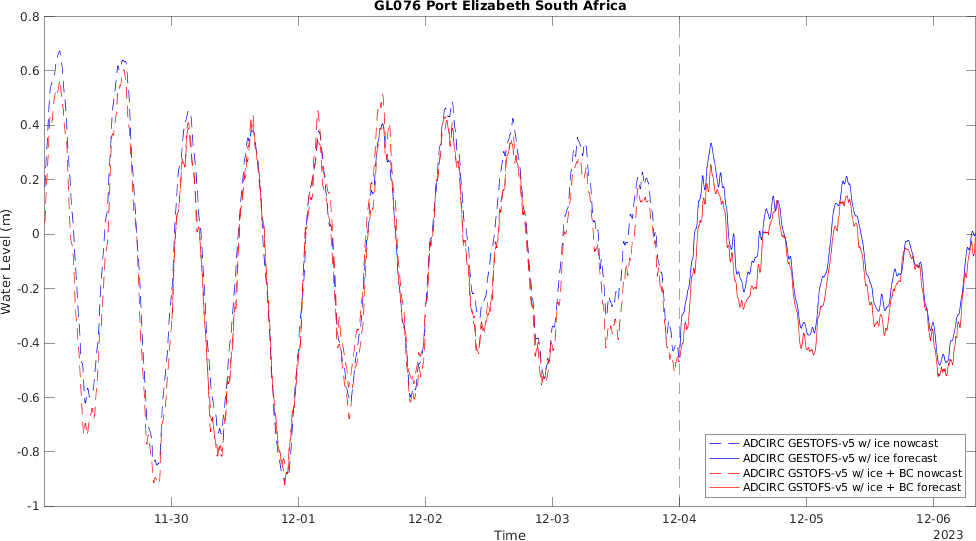 GL076 Port Elizabeth South Africa
Water Level (m)
0.8
0.6
0.4
0.2
0
-0.2
-0.4
-0.6
-0.8
-1
11-30
12-01
12-02
12-03
12-04
12-05
12-06
Time
2023
ADCIRC GESTOFS-v5 w/ ice nowcast
ADCIRC GESTOFS-v5 w/ ice forecast
ADCIRC GSTOFS-v5 w/ ice + BC nowcast
ADCIRC GSTOFS-v5 w/ ice + BC forecast